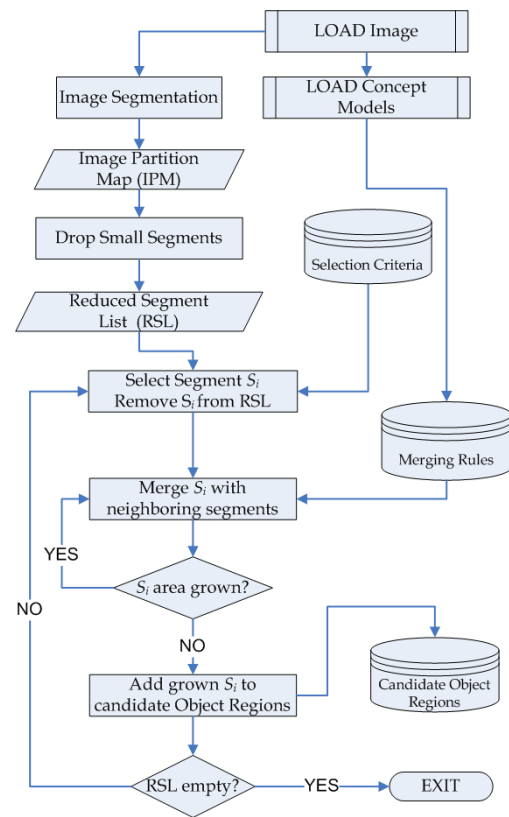 LOAD Image
Image Segmentation
LOAD Concept
Models
Image Partition
Map (IPM)
Drop Small Segments
Selection Criteria
Reduced Segment
List (RSL)
Select Segment Si
Remove Si from RSL
Merging Rules
Merge Si with
neighboring segments
YES
Si area grown?
NO
NO
Add grown Si to
candidate Object Regions
Candidate Object
Regions
RSL empty?
YES
EXIT